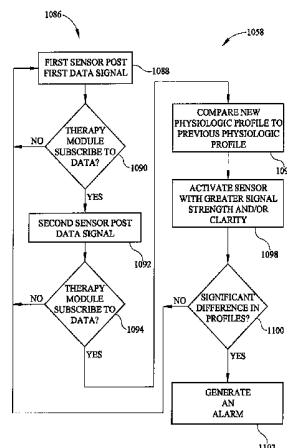 1086
1058
FIRST SENSOR POST
FIRST DATA SIGNAL
1088
THERAPY
MODULE
SUBSCRIBE TO
DATA?
1090
NO
YES
SECOND SENSOR POST
DATA SIGNAL
1092
THERAPY
MODULE
SUBSCRIBE TO
DATA?
1094
NO
YES
COMPARE NEW
PHYSIOLOGIC PROFILE TO
PREVIOUS PHYSIOLOGIC
PROFILE
ACTIVATE SENSOR
WITH GREATER SIGNAL
STRENGTH AND/OR
CLARITY
1098
SIGNIFICANT
DIFFERENCE IN
PROFILES?
1100
NO
YES
GENERATE
AN
ALARM